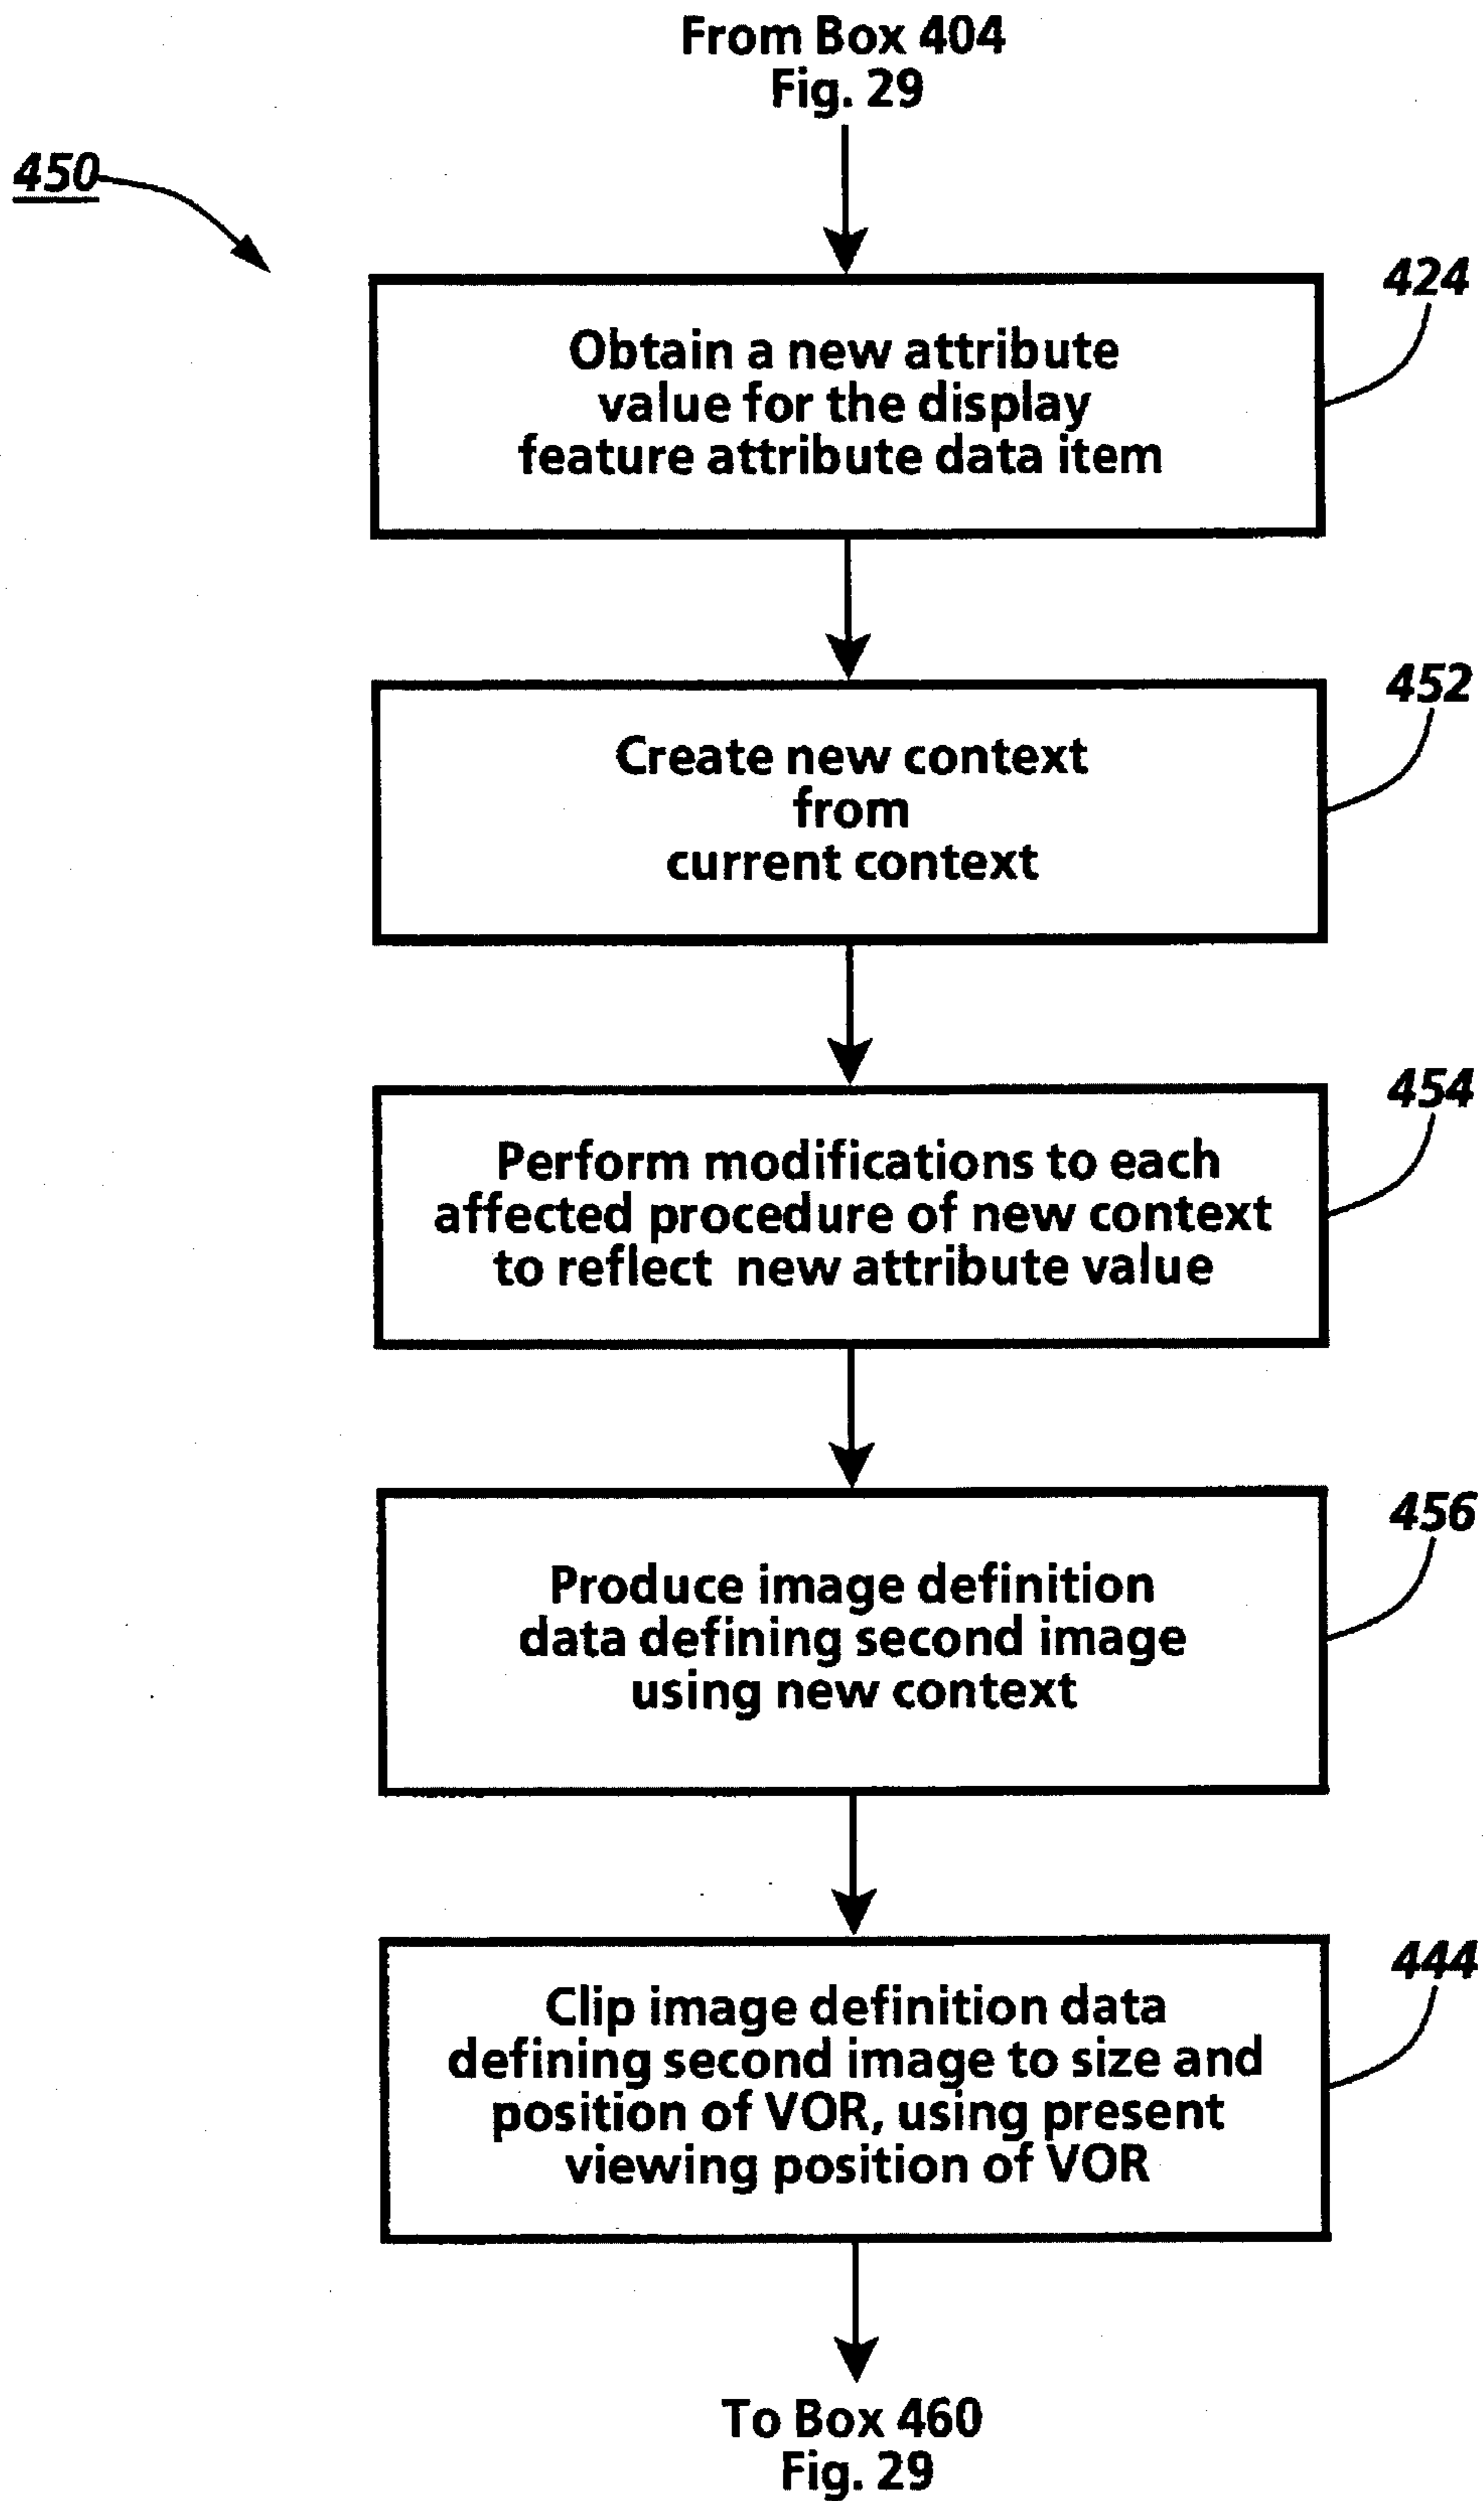 From Box 404
Fig. 29
450
424
Obtain a new attribute
value for the display
feature attribute data item
452
Create new context
from
current context
454
Perform modifications to each
affected procedure of new context
to reflect new attribute value
456
Produce image definition
data defining second image
using new context
444
Clip image definition data
defining second image to size and
position of VOR, using present
viewing position of VOR
To Box 460
Fig. 29